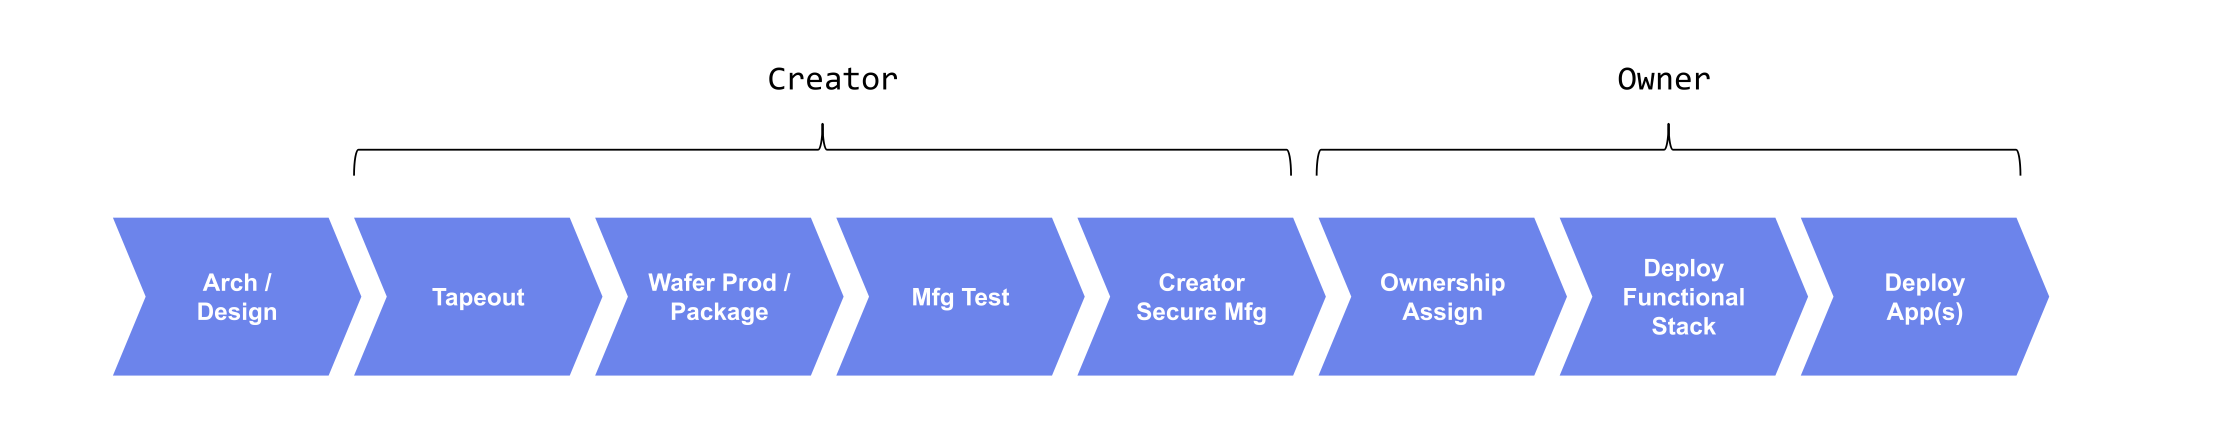 Creator
Owner
Arch /
Design
Tapeout
Wafer Prod /
Package
Mfg Test
Creator
Secure Mfg
Ownership
Assign
Deploy
Functional
Stack
Deploy
App(s)